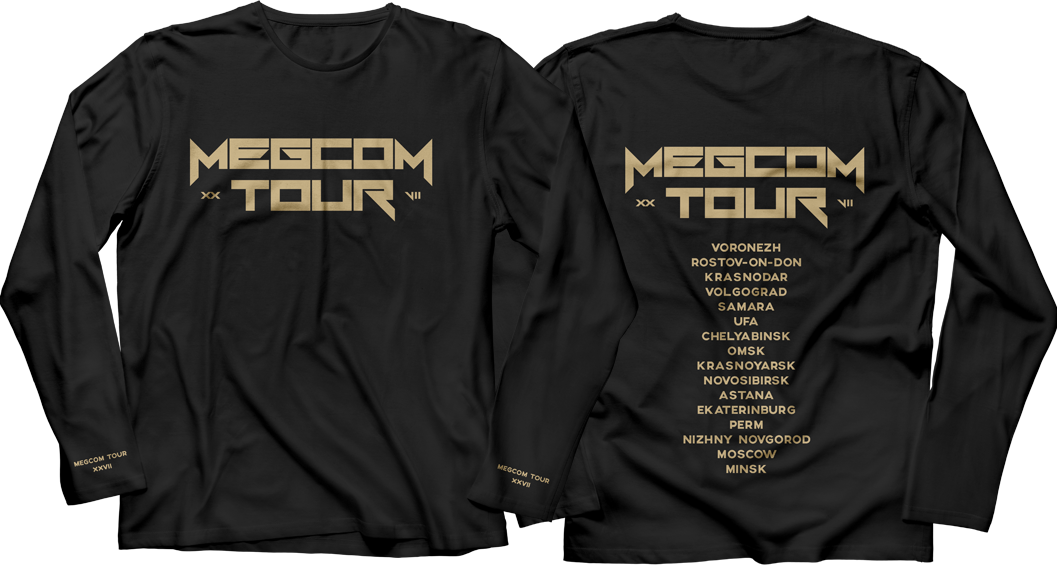 MEGCOM
XX TOUR VII
MEGCOM TOUR
XXVII
MEGCOM TOUR
XXVII
MEGCOM
XX TOUR VII
VORONEZH
ROSTOV-ON-DON
KRASNODAR
VOLGOGRAD
SAMARA
UFA
CHELYABINSK
OMSK
KRASNOYARSK
NOVOSIBIRSK
ASTANA
EKATERINBURG
PERM
NIZHNY NOVGOROD
MOSCOW
MINSK